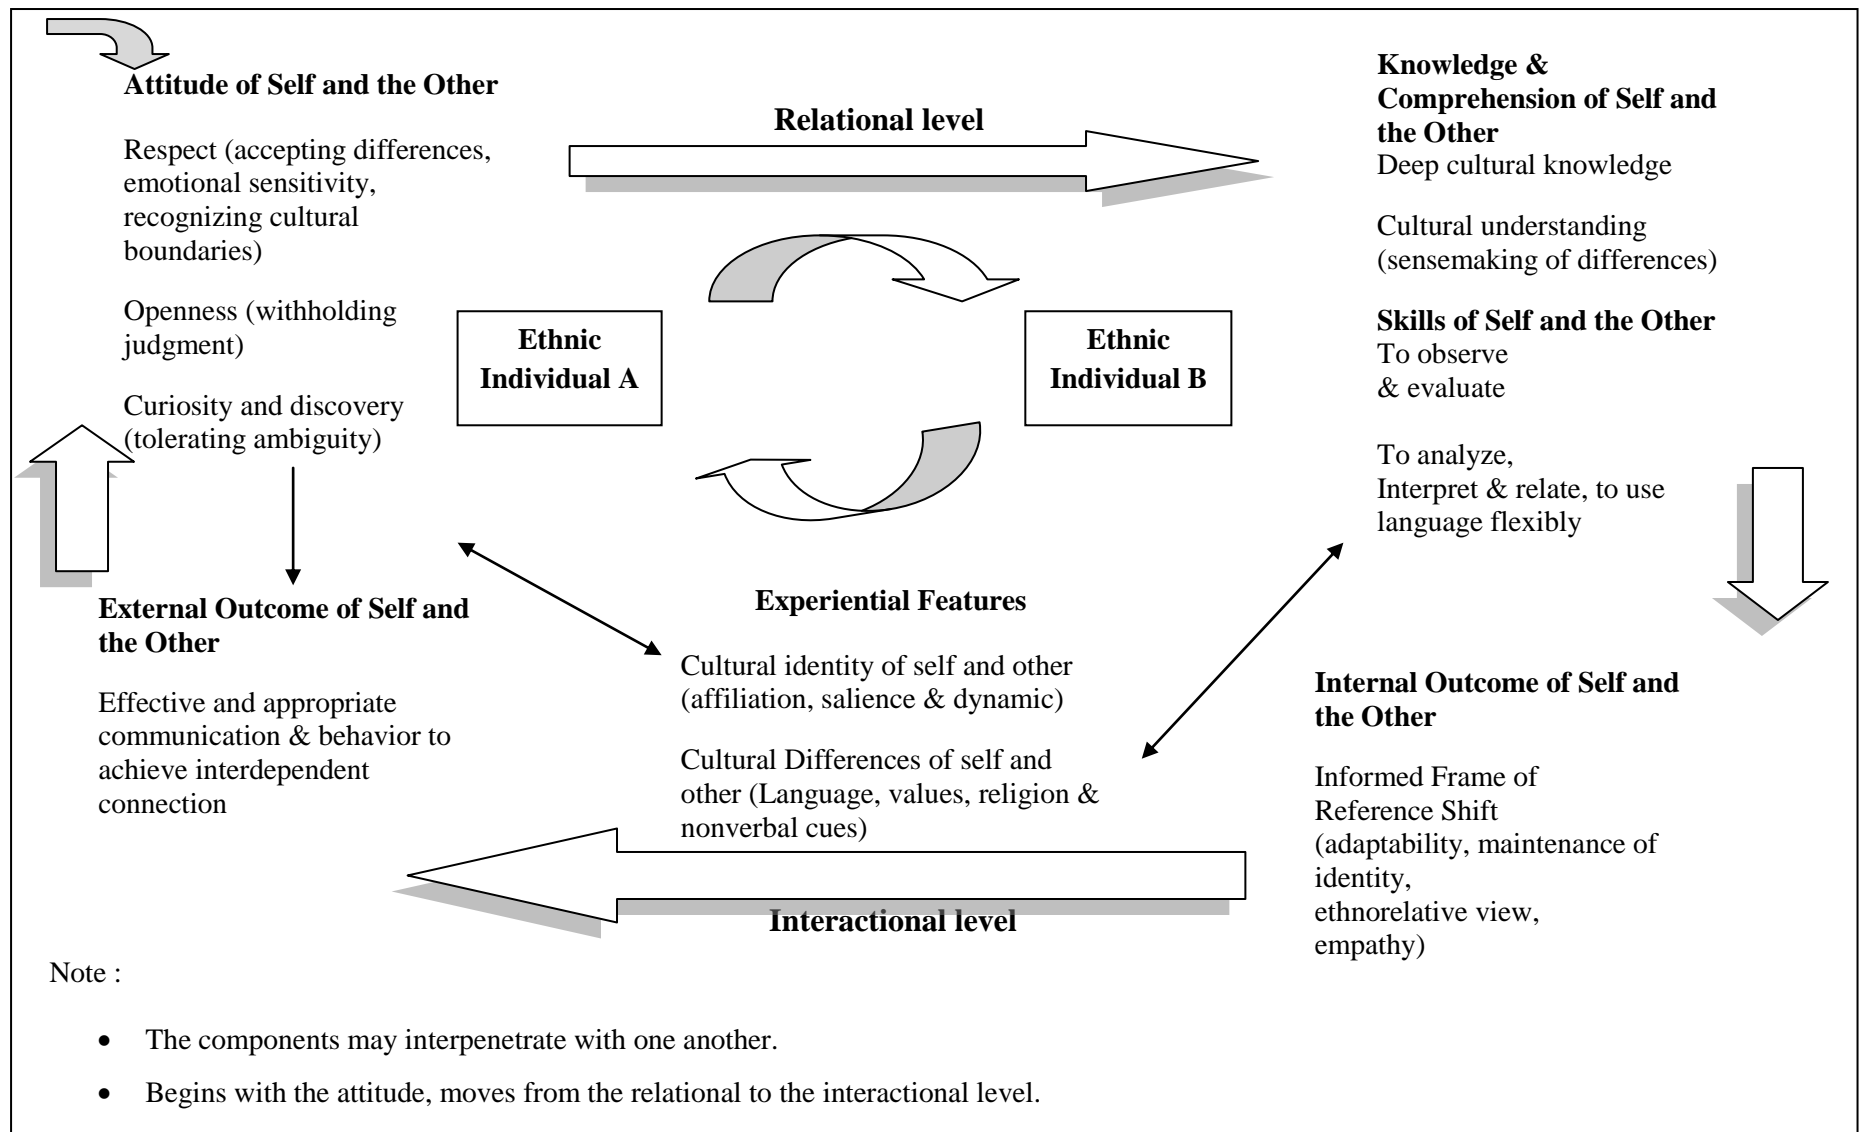 Attitude of Self and the Other
Respect (accepting differences,
emotional sensitivity,
recognizing cultural
boundaries)
Openness (withholding
judgment)
Curiosity and discovery
(tolerating ambiguity)
Relational level
Knowledge &
Comprehension of Self and
the Other
Deep cultural knowledge
Cultural understanding
(sensemaking of differences)
Skills of Self and the Other
To observe
& evaluate
To analyze,
Interpret & relate, to use
language flexibly
Ethnic
Individual A
Ethnic
Individual B
External Outcome of Self and
the Other
Effective and appropriate
communication & behavior to
achieve interdependent
connection
Experiential Features
Cultural identity of self and other
(affiliation, salience & dynamic)
Cultural Differences of self and
other (Language, values, religion &
nonverbal cues)
Internal Outcome of Self and
the Other
Informed Frame of
Reference Shift
(adaptability, maintenance of
identity,
ethnorelative view,
empathy)
Interactional level
Note :
• The components may interpenetrate with one another.
• Begins with the attitude, moves from the relational to the interactional level.